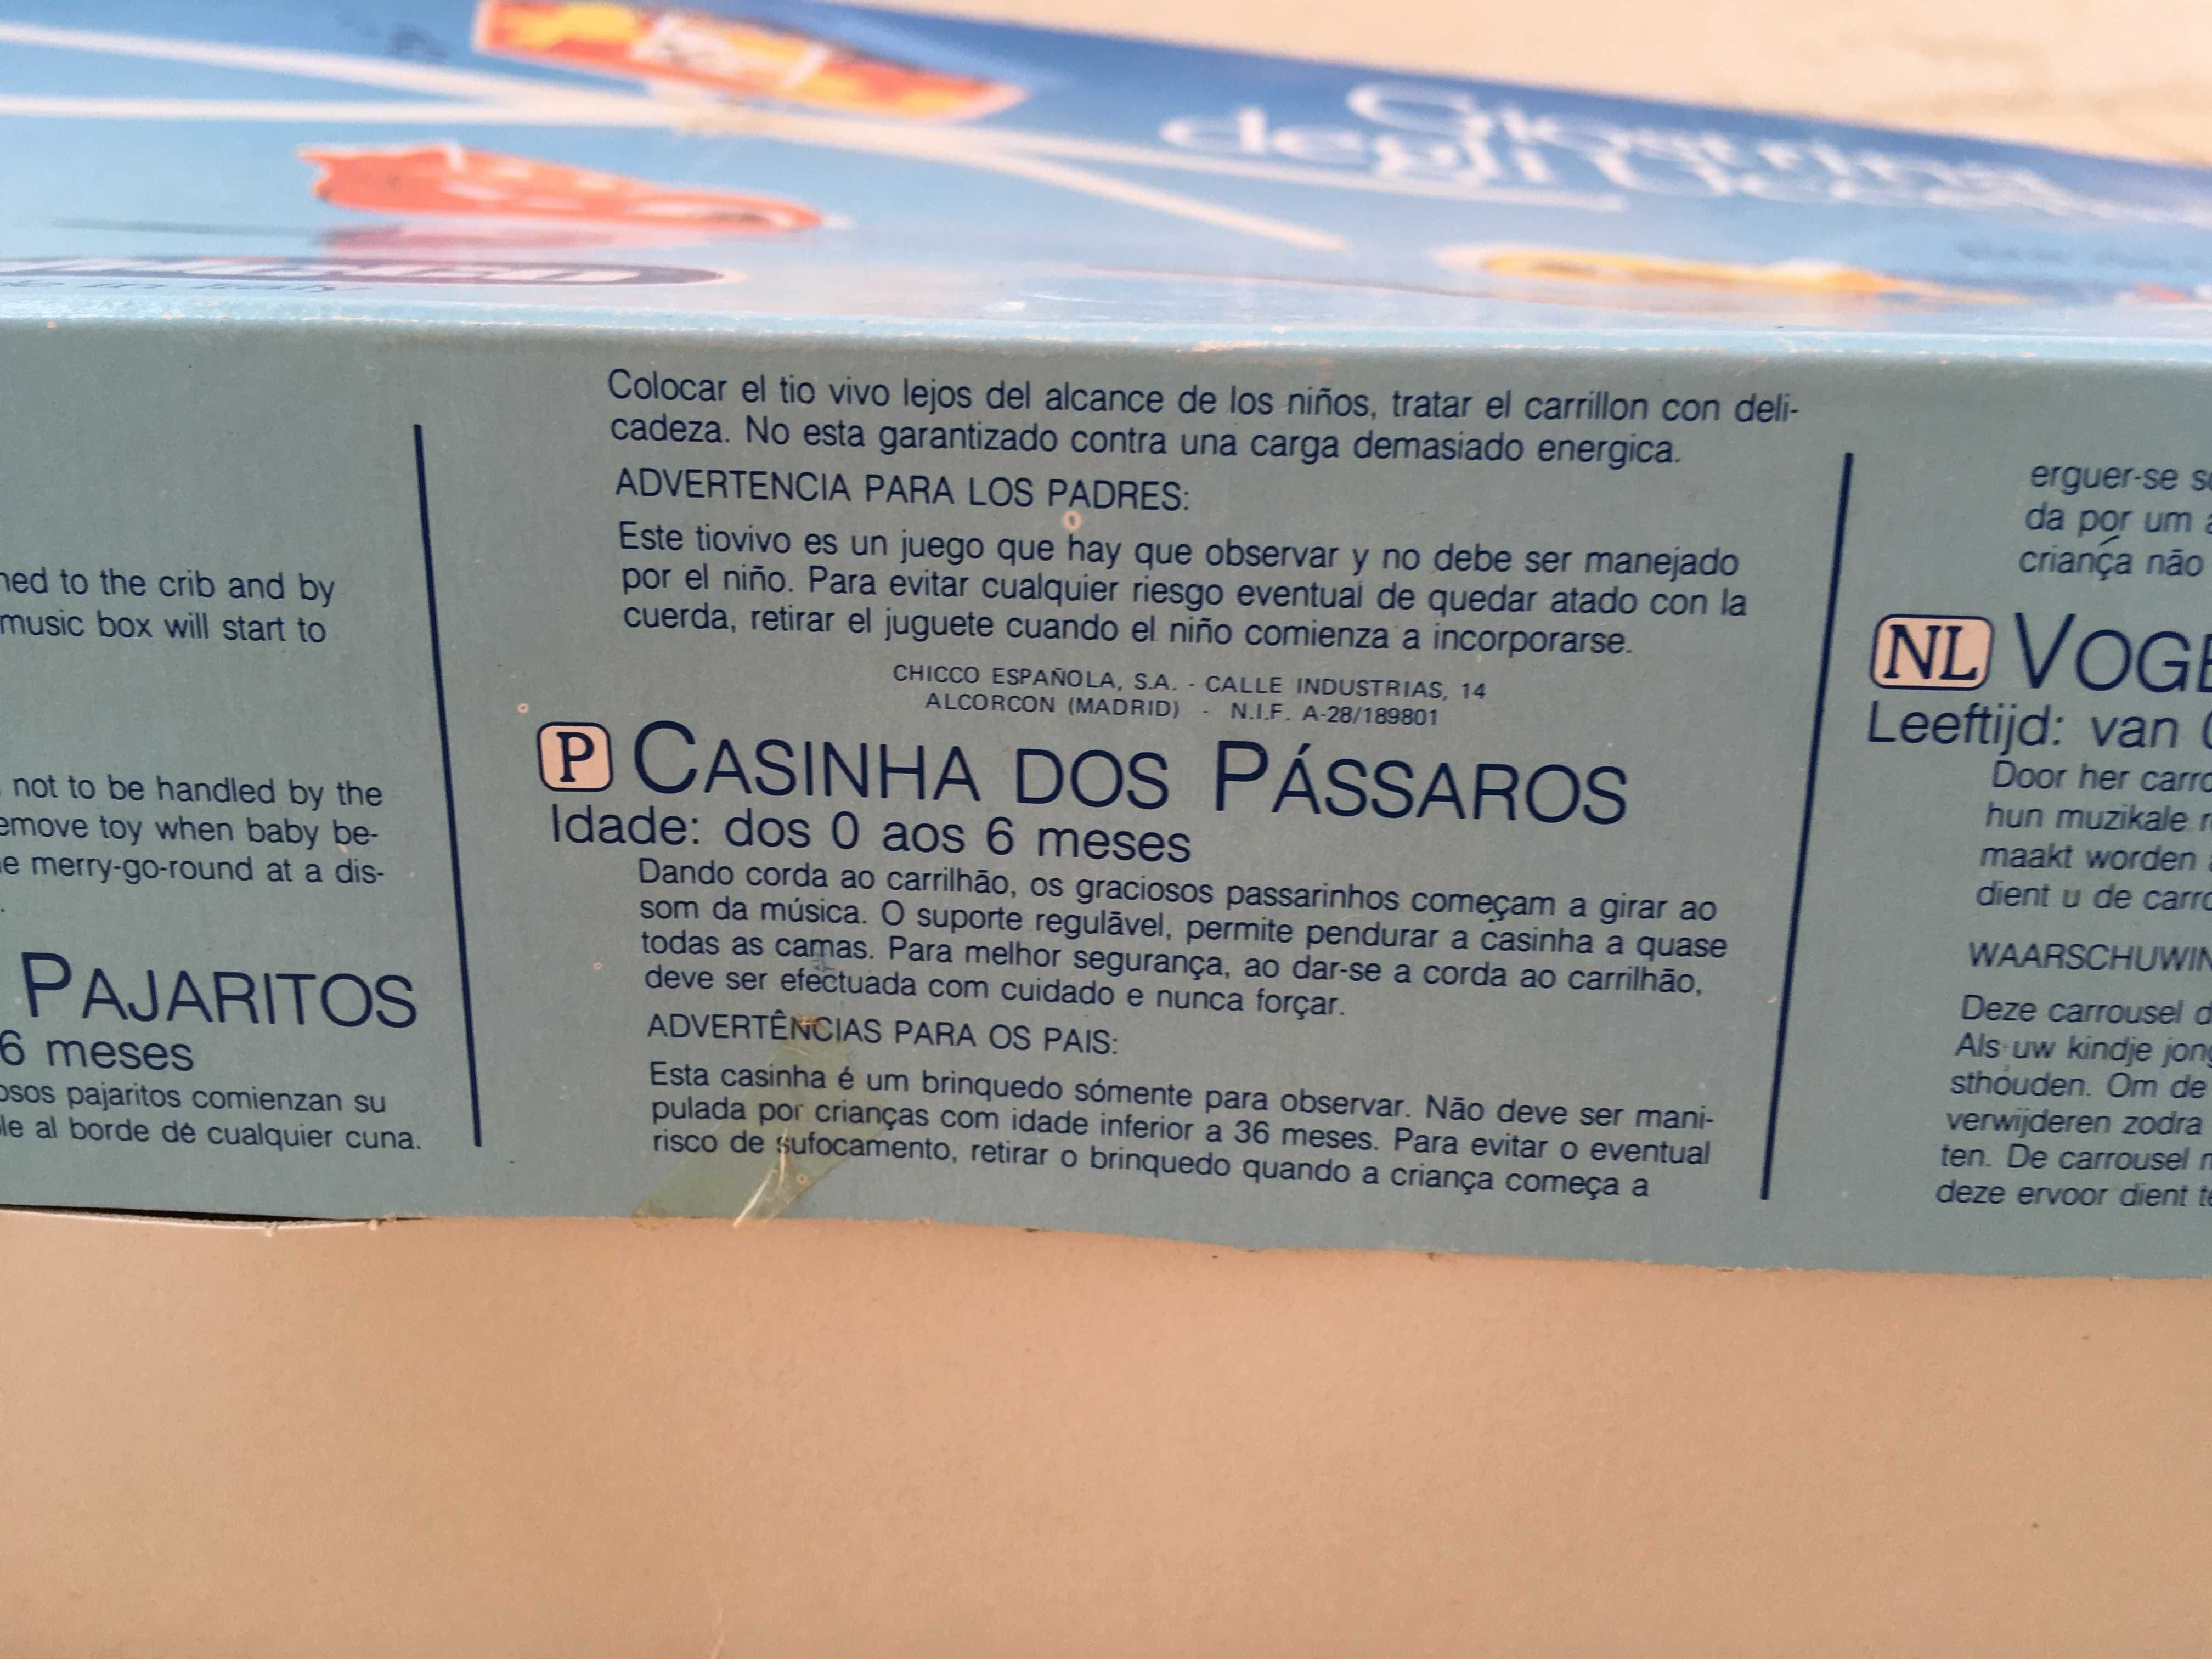 Giostrina
degli
Colocar el tio vivo lejos del alcance de los niños, tratar el carrillon con deli-
cadeza. No esta garantizado contra una carga demasiado energica.
ADVERTENCIA PARA LOS PADRES:
Este tiovivo es un juego que hay que observar y no debe ser manejado
por el niño. Para evitar cualquier riesgo eventual de quedar atado con la
cuerda, retirar el juguete cuando el niño comienza a incorporarse.
CHICCO ESPAÑOLA, S.A. - CALLE INDUSTRIAS, 14
ALCORCON (MADRID) - N.I.F. A-28/189801
P CASINHA DOS PÁSSAROS
Idade: dos 0 aos 6 meses
Dando corda ao carrilhão, os graciosos passarinhos começam a girar ao
som da música. O suporte regulãvel, permite pendurar a casinha a quase
todas as camas. Para melhor segurança, ao dar-se a corda ao carrilhão,
deve ser efectuada com cuidado e nunca forçar.
ADVERTÊNCIAS PARA OS PAIS:
Esta casinha é um brinquedo sómente para observar. Não deve ser mani-
pulada por crianças com idade inferior a 36 meses. Para evitar o eventual
risco de sufocamento, retirar o brinquedo quando a criança começa a
to the crib and by
music box will start to
not to be handled by the
remove toy when baby be-
merry-go-round at a dis-
PAJARITOS
6 meses
pajaritos comienzan su
al borde dé cualquier cuna.
erguer-se
da por um
criança não
NL
Leeftijd: van
Door her
hun muzikale
maakt worden
dient u de
Deze carrousel
Als uw kindje
sthouden. Om de
verwijderen zodra
ten. De carrousel
deze ervoor dient